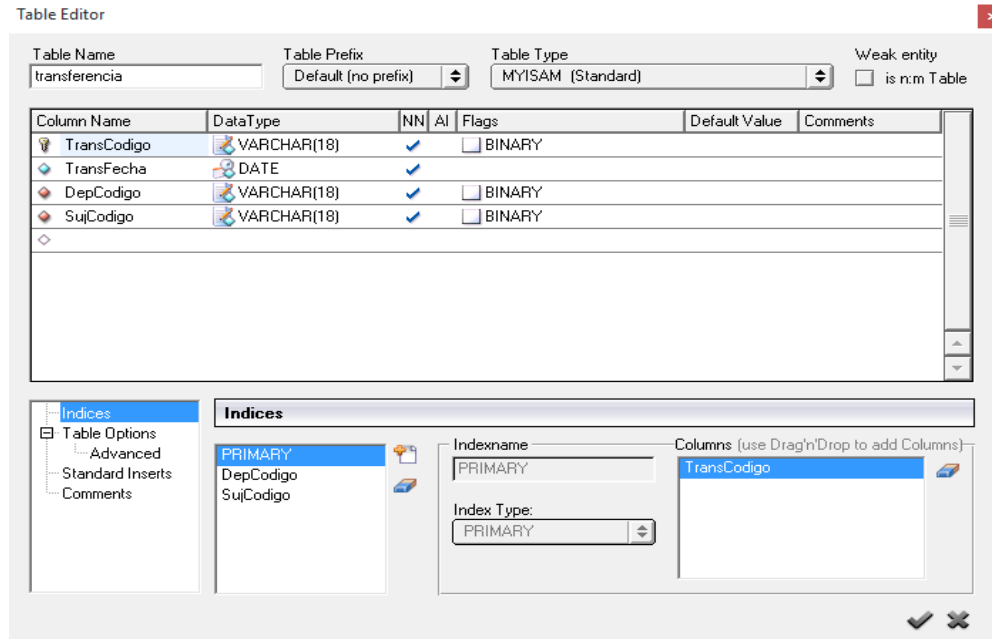 Table Editor
Table Name Table Prefix Table Type Weak entity
transferencia Default (no prefix) MYISAM (Standard) is n:m Table
Column Name DataType NN AI Flags Default Value Comments
TransCodigo VARCHAR(18) BINARY
TransFecha DATE
DepCodigo VARCHAR(18) BINARY
SujCodigo VARCHAR(18) BINARY
Indices
Table Options
Advanced
Standard Inserts
Comments
Indices
PRIMARY
DepCodigo
SujCodigo
Indexname
PRIMARY
Index Type:
PRIMARY
Columns (use Drag'n'Drop to add Columns)
TransCodigo